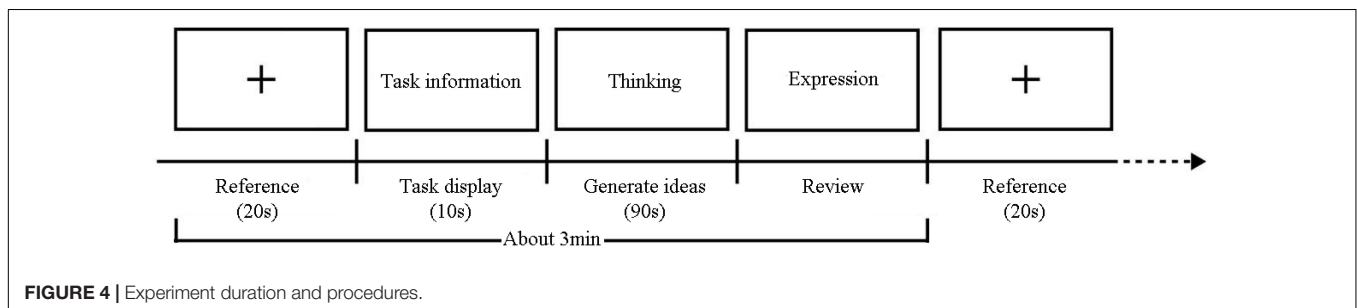 +
Task information
Thinking
Expression
+
Reference
(20s)
Task display
(10s)
Generate ideas
(90s)
Review
Reference
(20s)
About 3min
FIGURE 4 | Experiment duration and procedures.